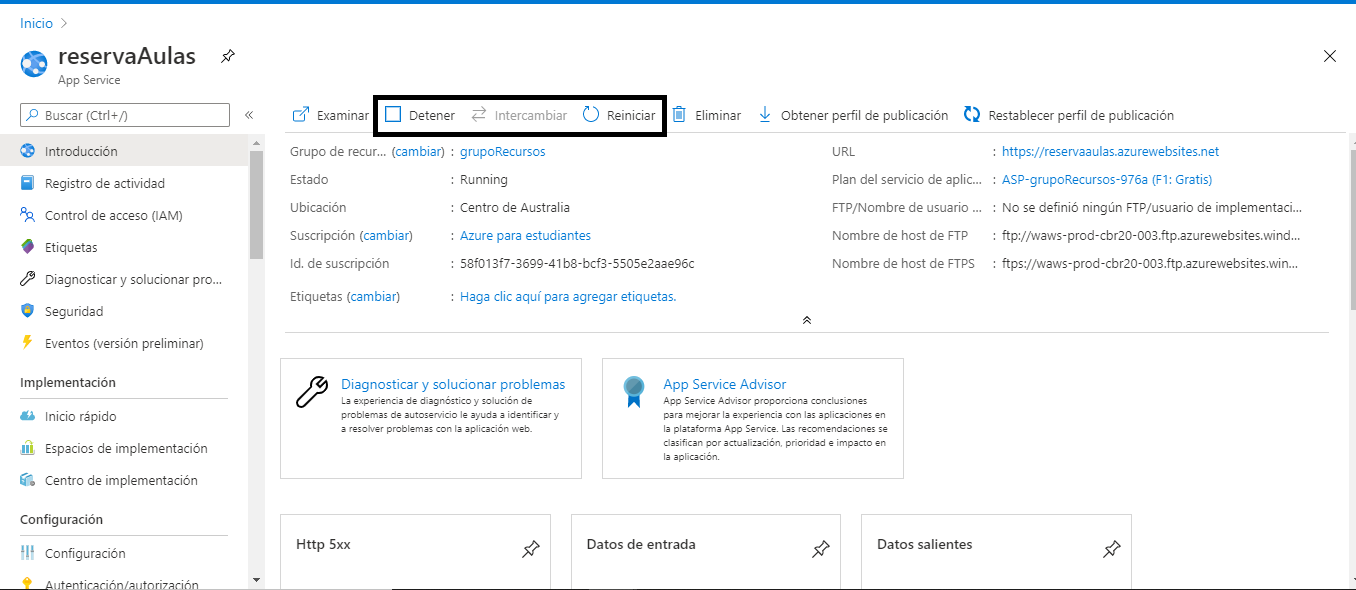 Inicio
reservaAulas
App Service
Buscar (Ctrl+/)
Introducción
Registro de actividad
Control de acceso (IAM)
Etiquetas
Diagnosticar y solucionar pro...
Seguridad
Eventos (versión preliminar)
Implementación
Inicio rápido
Espacios de implementación
Centro de implementación
Configuración
Configuración
Autenticación/autorización
Examinar Detener Intercambiar Reiniciar Eliminar Obtener perfil de publicación Restablecer perfil de publicación
Grupo de recur... (cambiar) : grupoRecursos
Estado : Running
Ubicación : Centro de Australia
Suscripción (cambiar) : Azure para estudiantes
Id. de suscripción : 58f013f7-3699-41b8-bcf3-5505e2aae96c
Etiquetas (cambiar) : Haga clic aquí para agregar etiquetas.
URL : https://reservaaulas.azurewebsites.net
Plan del servicio de aplic... : ASP-grupoRecursos-976a (F1: Gratis)
FTP/Nombre de usuario ... : No se definió ningún FTP/usuario de implementaci...
Nombre de host de FTP : ftp://waws-prod-cbr20-003.ftp.azurewebsites.wind...
Nombre de host de FTPS : ftps://waws-prod-cbr20-003.ftp.azurewebsites.win...
Diagnosticar y solucionar problemas
La experiencia de diagnóstico y solución de
problemas de autoservicio le ayuda a identificar y
a resolver problemas con la aplicación web.
App Service Advisor
App Service Advisor proporciona conclusiones
para mejorar la experiencia con las aplicaciones en
la plataforma App Service. Las recomendaciones se
clasifican por actualización, prioridad e impacto en
la aplicación.
Http 5xx
Datos de entrada
Datos salientes